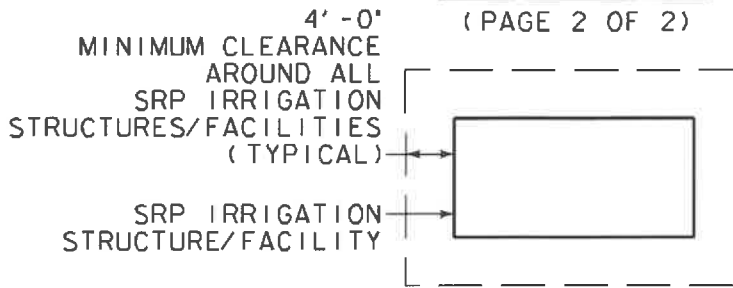 4'-0"
MINIMUM CLEARANCE
AROUND ALL
SRP IRRIGATION
STRUCTURES/FACILITIES
(TYPICAL)
SRP IRRIGATION
STRUCTURE/FACILITY
(PAGE 2 OF 2)